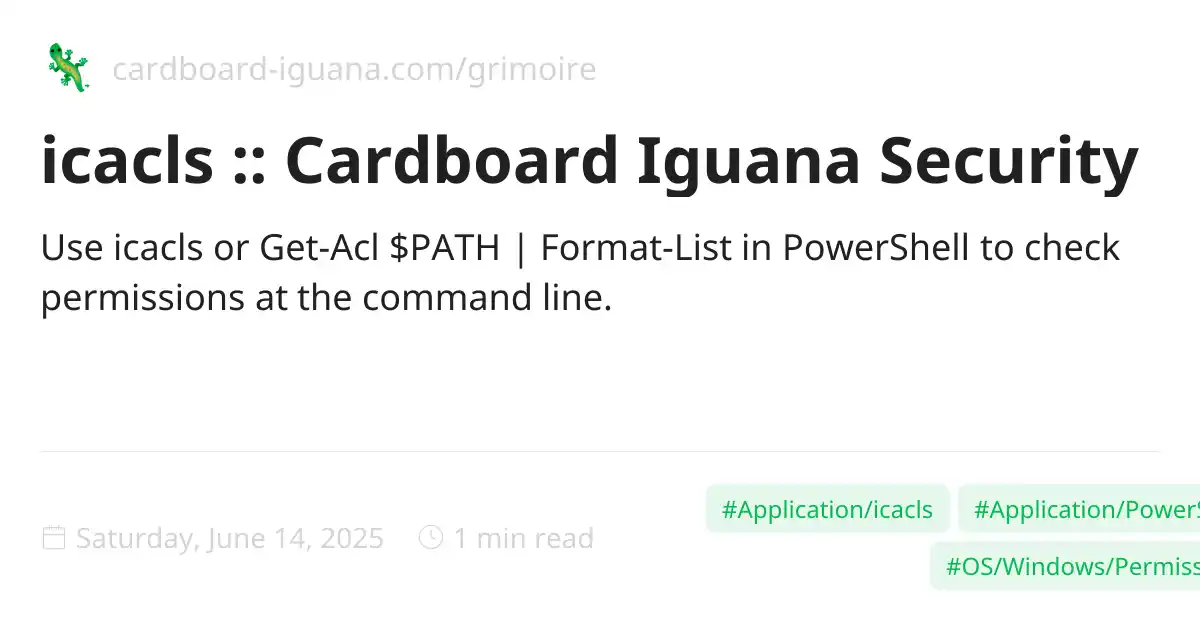 cardboard-iguana.com/grimoire
icacls :: Cardboard Iguana Security
Use icacls or Get-Acl $PATH | Format-List in PowerShell to check
permissions at the command line.
Saturday, June 14, 2025 1 min read
#Application/icacls #Application/PowerS
#OS/Windows/Permiss